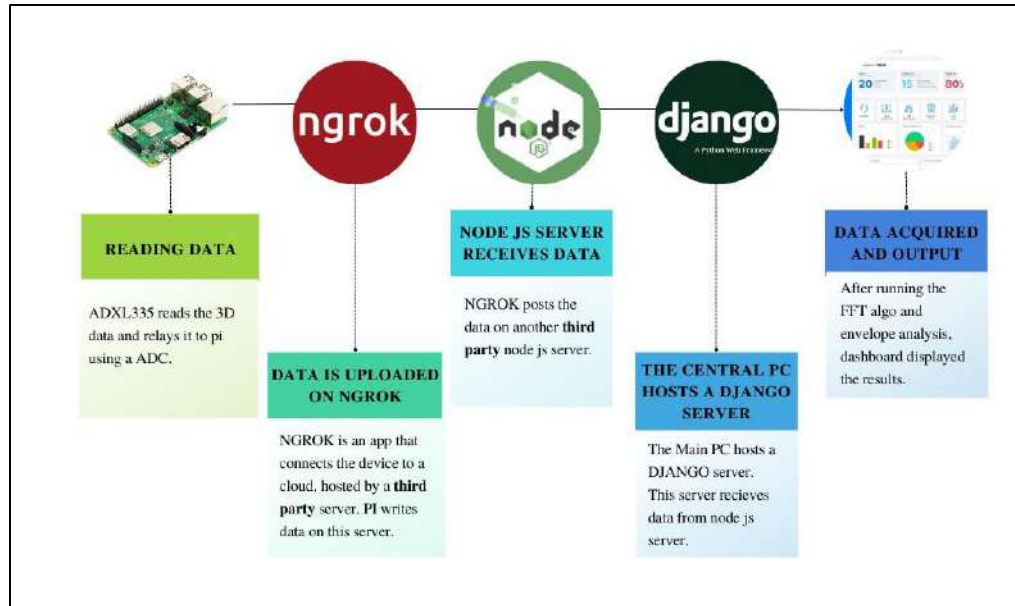 ngrok
node
JS
django
A Python Web Framework
20
15
80%
READING DATA
ADXL335 reads the 3D
data and relays it to pi
using a ADC.
DATA IS UPLOADED
ON NGROK
NGROK is an app that
connects the device to a
cloud, hosted by a third
party server. PI writes
data on this server.
NODE JS SERVER
RECEIVES DATA
NGROK posts the
data on another third
party node js server.
THE CENTRAL PC
HOSTS A DJANGO
SERVER
The Main PC hosts a
DJANGO server.
This server recieves
data from node js
server.
DATA ACQUIRED
AND OUTPUT
After running the
FFT algo and
envelope analysis,
dashboard displayed
the results.